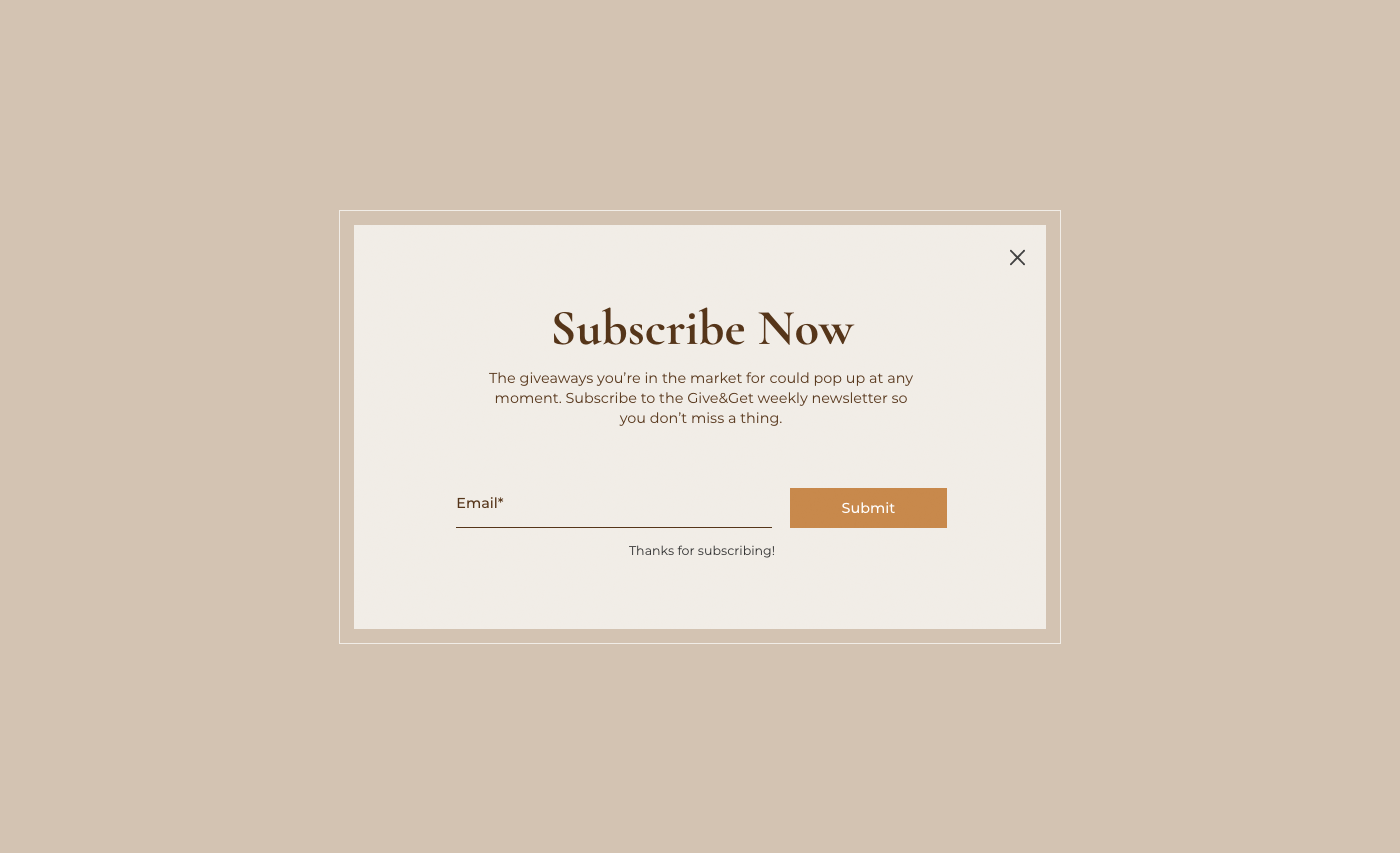 Subscribe Now
The giveaways you’re in the market for could pop up at any
moment. Subscribe to the Give&Get weekly newsletter so
you don’t miss a thing.
Email*
Submit
Thanks for subscribing!